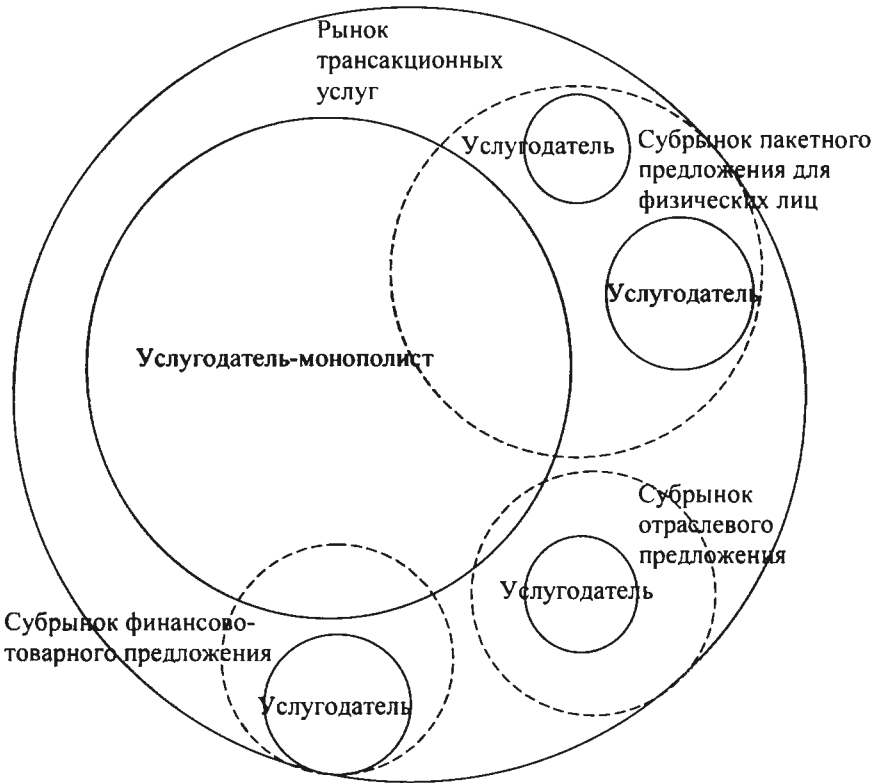 Рынок
трансакционных
услуг
Услугодатель
Субрынок пакетного
предложения для
физических лиц
Услугодатель
Услугодатель-монополист
Субрынок
отраслевого
предложения
Услугодатель
Субрынок финансово-
товарного предложения
Услугодатель